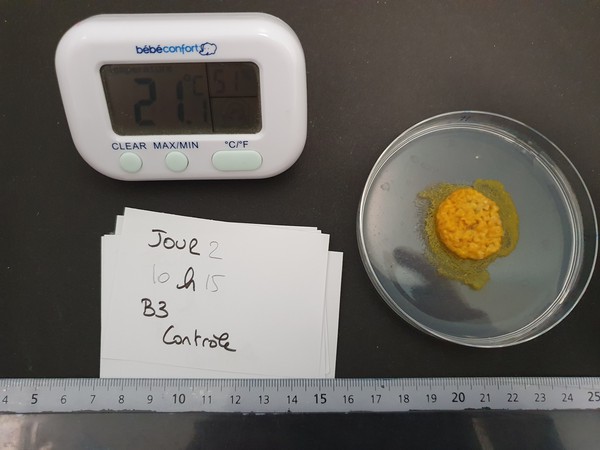 bébéconfort
21.1 °C 51
CLEAR MAX/MIN °C/°F
JOUR 2
10 h 15
B3
Contrôle
4 5 6 7 8 9 10 11 12 13 14 15 16 17 18 19 20 21 22 23 24 25